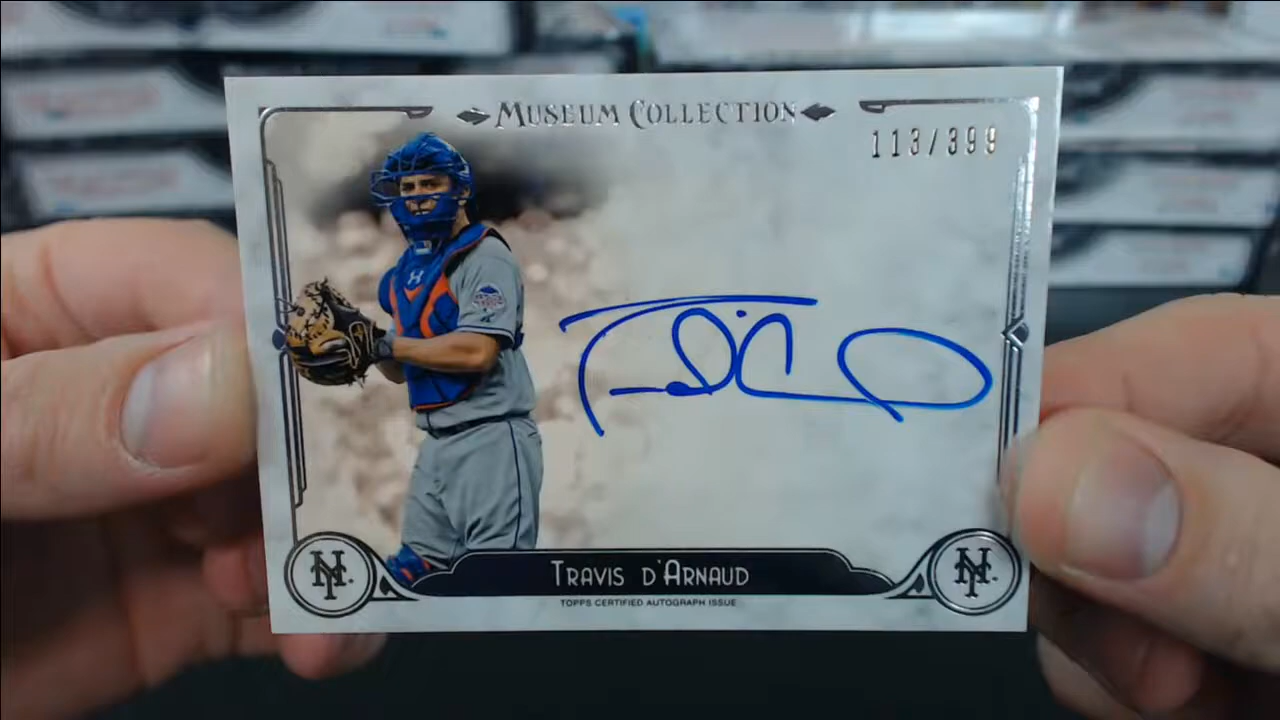 MUSEUM COLLECTION
113/399
TRAVIS D'ARNAUD
TOPPS CERTIFIED AUTOGRAPH ISSUE